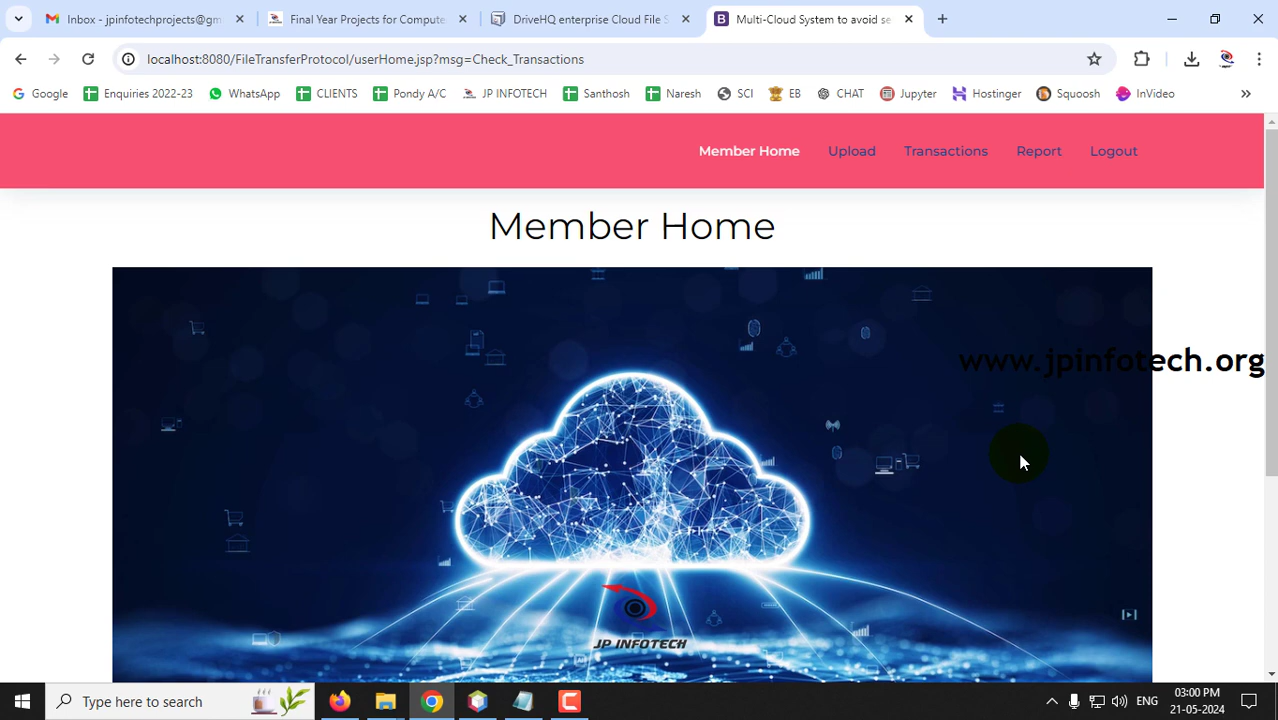 Inbox - jpinfotechprojects@gm
Final Year Projects for Compute
DriveHQ enterprise Cloud File S
Multi-Cloud System to avoid se
localhost:8080/FileTransferProtocol/userHome.jsp?msg=Check_Transactions
Google
Enquiries 2022-23
WhatsApp
CLIENTS
Pondy A/C
JP INFOTECH
Santhosh
Naresh
SCI
EB
CHAT
Jupyter
Hostinger
Squoosh
InVideo
Member Home
Upload
Transactions
Report
Logout
Member Home
www.jpinfotech.org
JP INFOTECH
Type here to search
ENG
03:00 PM
21-05-2024